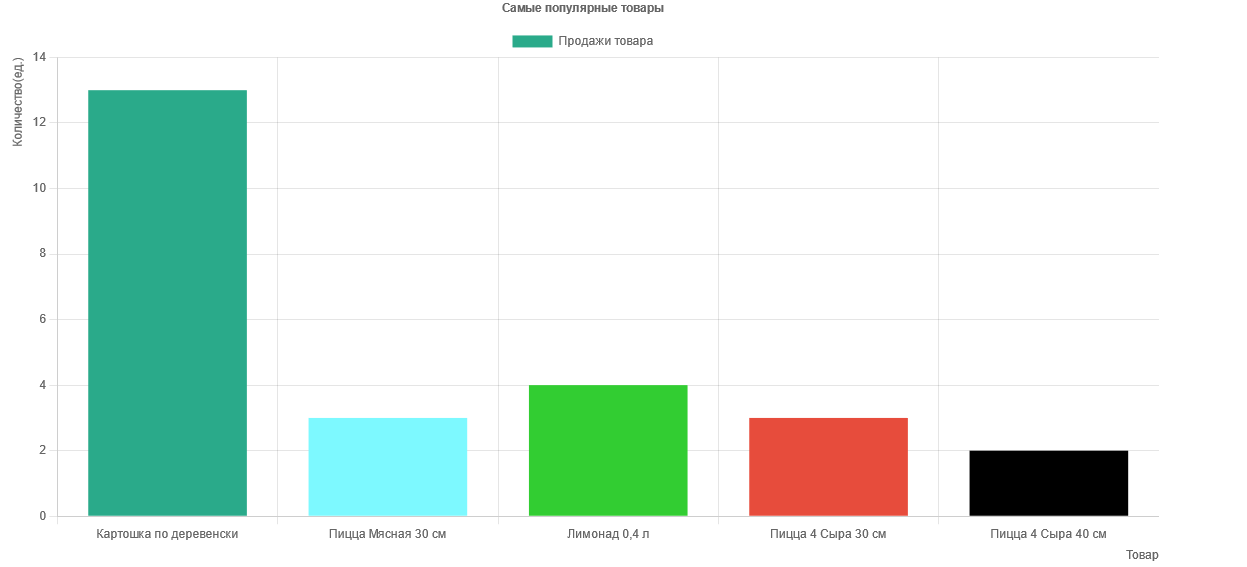 Самые популярные товары
Продажи товара
Количество(ед.)
14
12
10
8
6
4
2
0
Картошка по деревенски
Пицца Мясная 30 см
Лимонад 0,4 л
Пицца 4 Сыра 30 см
Пицца 4 Сыра 40 см
Товар